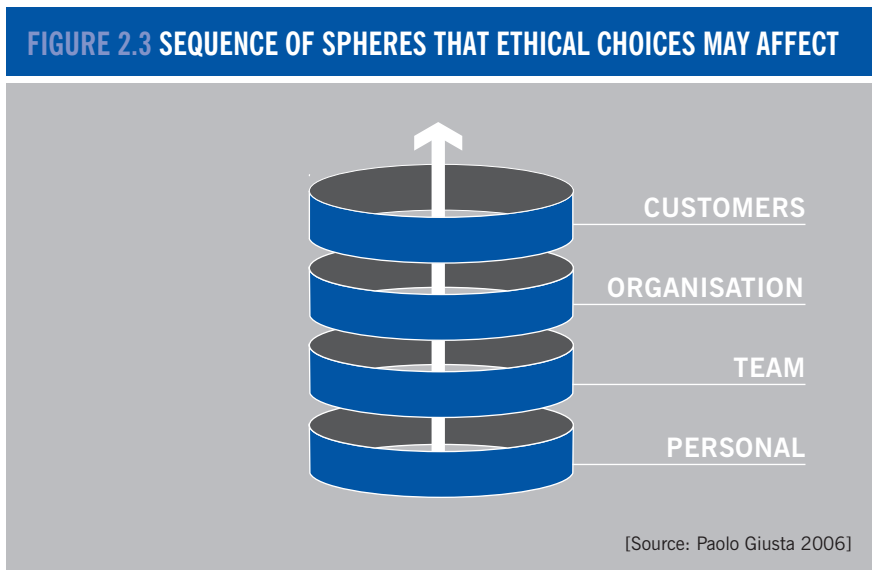 FIGURE 2.3 SEQUENCE OF SPHERES THAT ETHICAL CHOICES MAY AFFECT
CUSTOMERS
ORGANISATION
TEAM
PERSONAL
[Source: Paolo Giusta 2006]